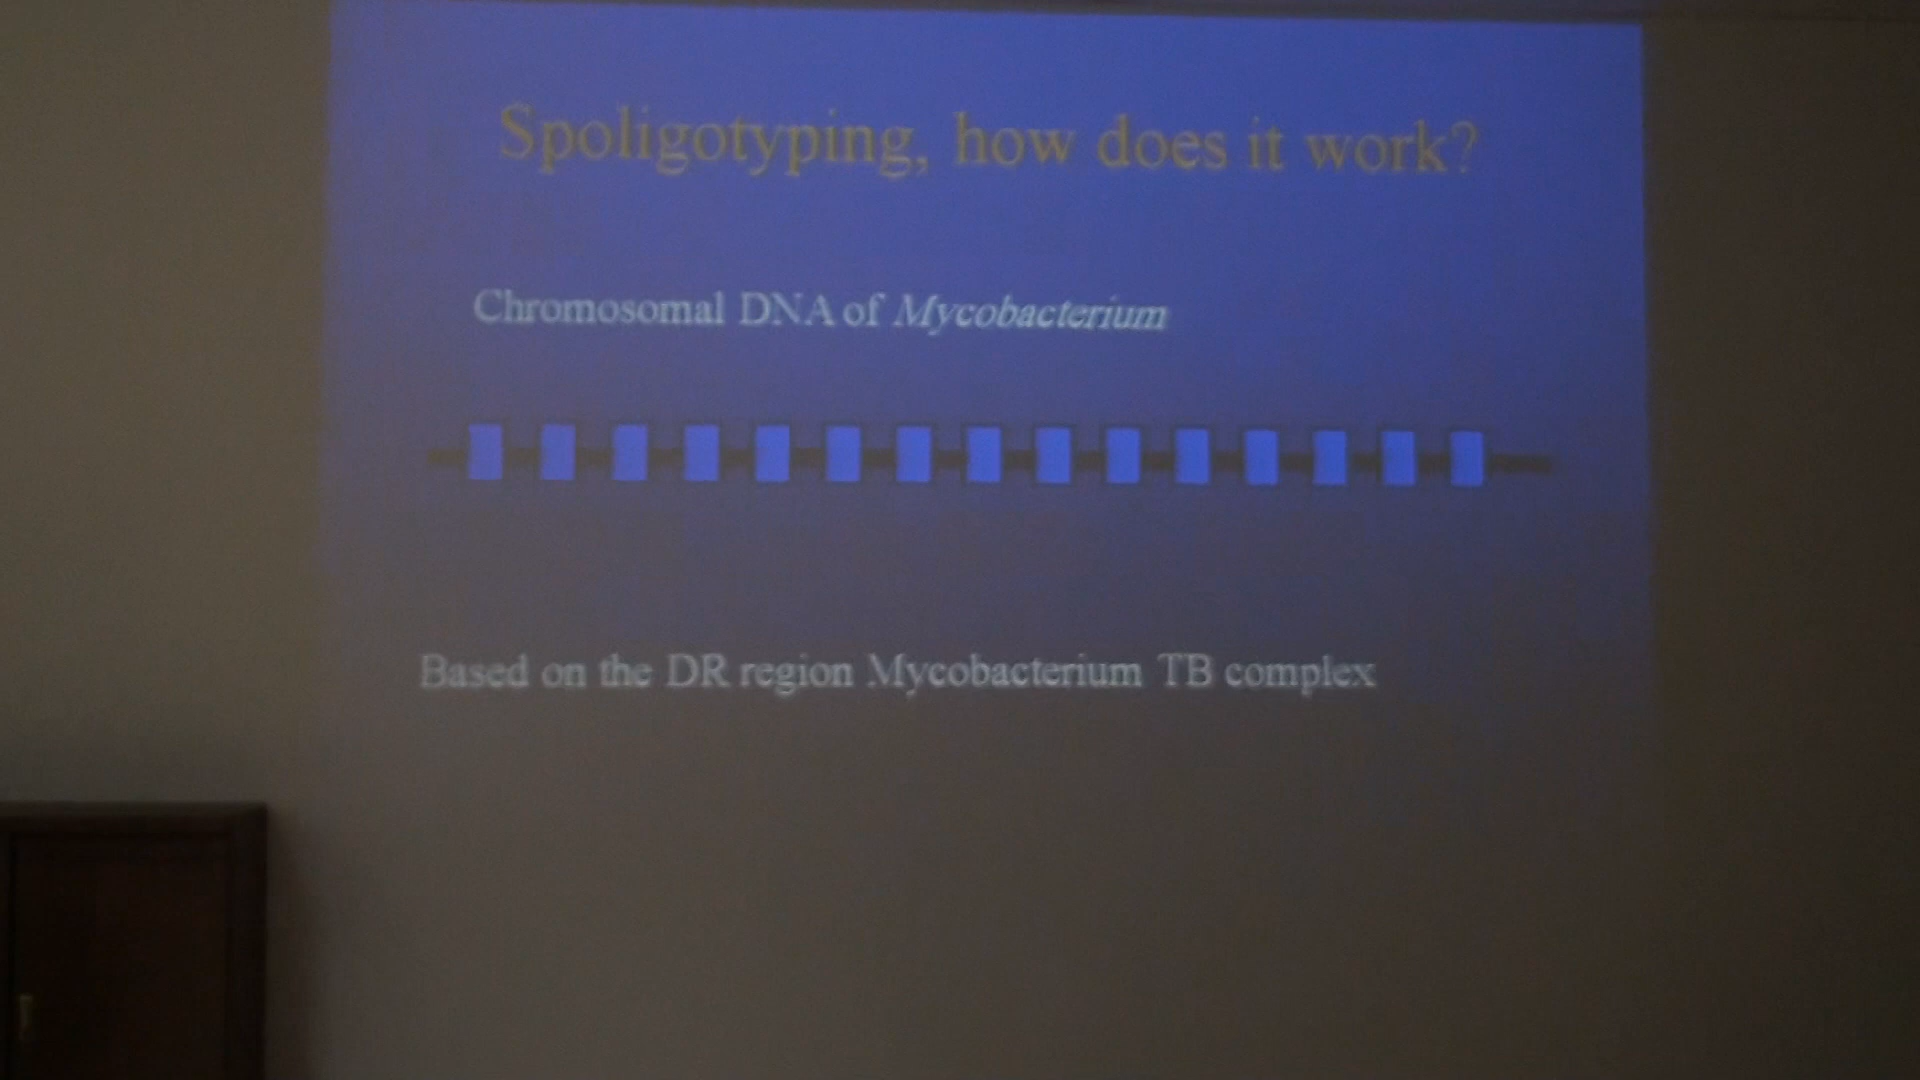 Spoligotyping, how does it work?
Chromosomal DNA of Mycobacterium
Based on the DR region Mycobacterium TB complex